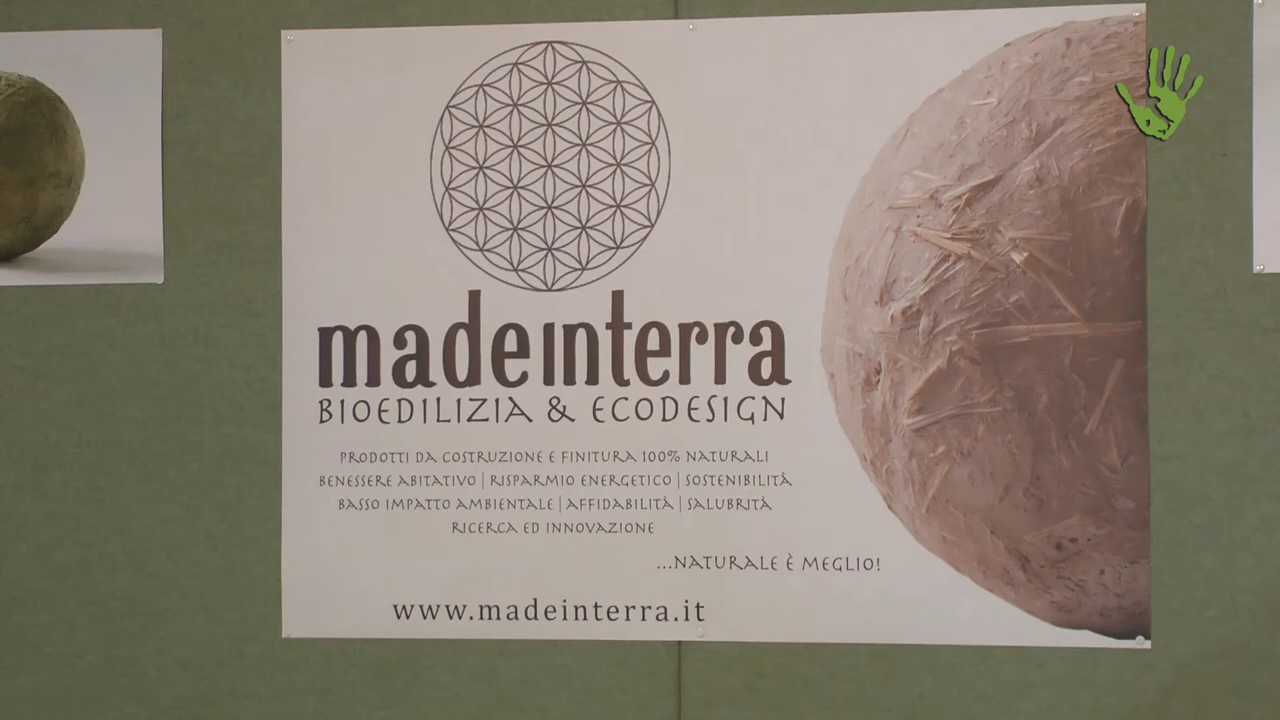 madeinterra
BIOEDILIZIA & ECODESIGN
PRODOTTI DA COSTRUZIONE E FINITURA 100% NATURALI
BENESSERE ABITATIVO | RISPARMIO ENERGETICO | SOSTENIBILITÀ
BASSO IMPATTO AMBIENTALE | AFFIDABILITÀ | SALUBRITÀ
RICERCA ED INNOVAZIONE
...NATURALE È MEGLIO!
www.madeinterra.it